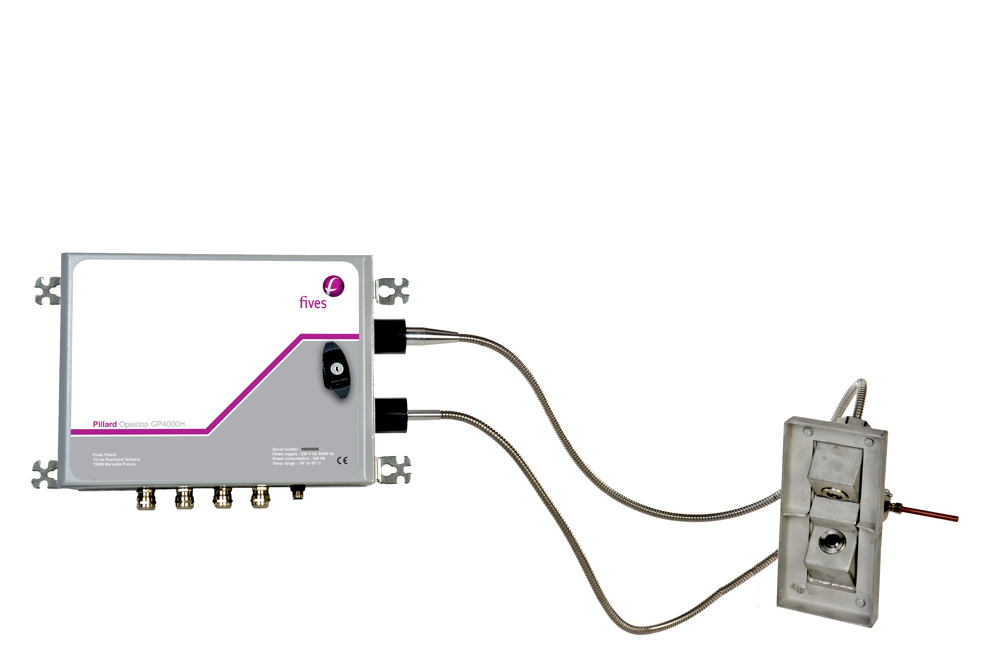 fives
Schneider
Pillard Opastop GP4000H
Fives Pillard
13 rue Raymond Teissère
13008 Marseille France
Serial number : 00000000
Power supply : 230 V AC 50/60 Hz
Power consumption : 550 VA
Temp. range : -20° to 50° C
CE